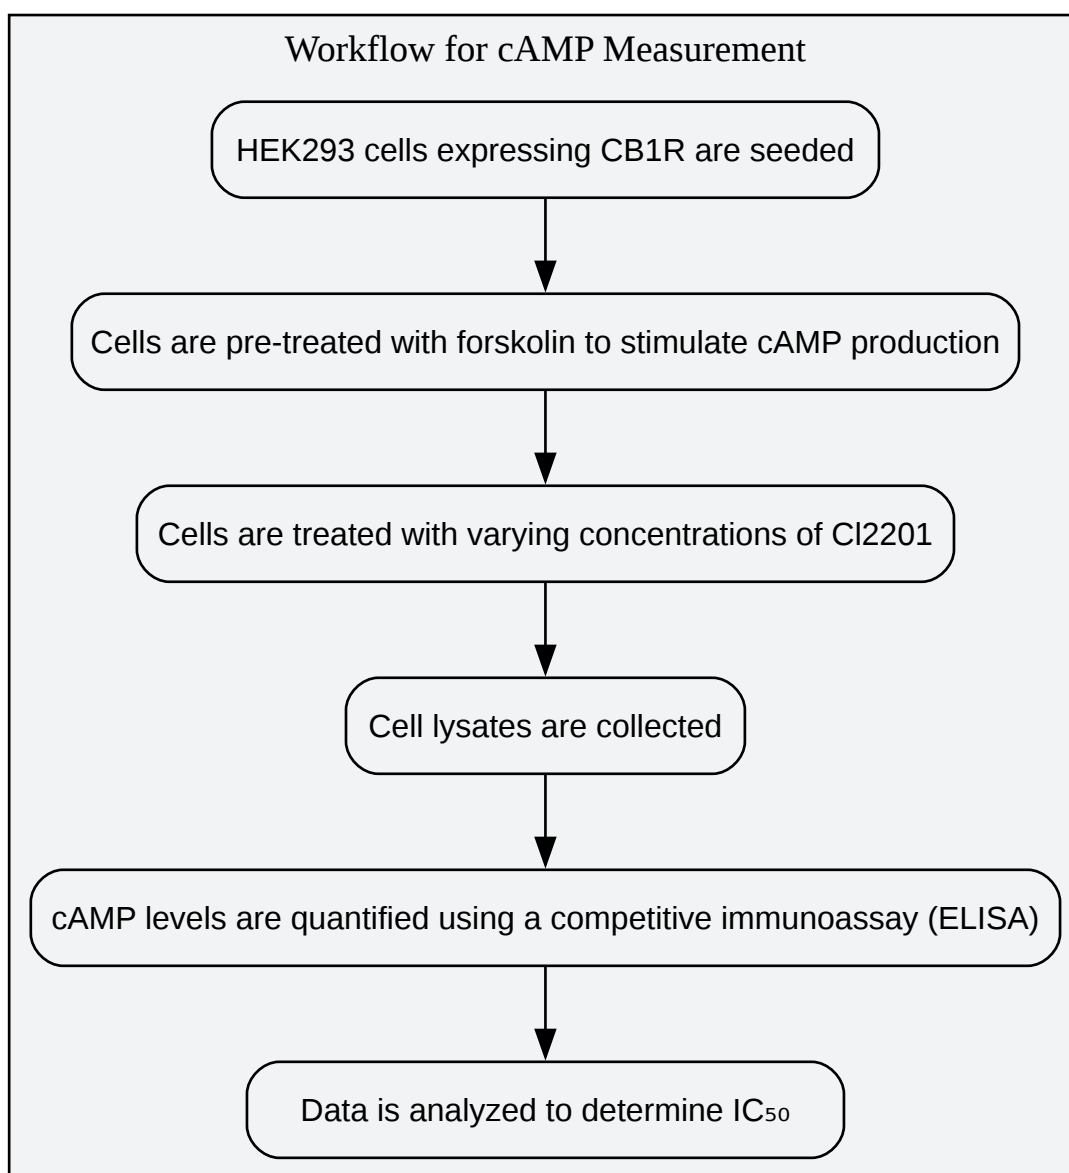 Workflow for cAMP Measurement
HEK293 cells expressing CB1R are seeded
Cells are pre-treated with forskolin to stimulate cAMP production
Cells are treated with varying concentrations of Cl2201
Cell lysates are collected
cAMP levels are quantified using a competitive immunoassay (ELISA)
Data is analyzed to determine IC₅₀